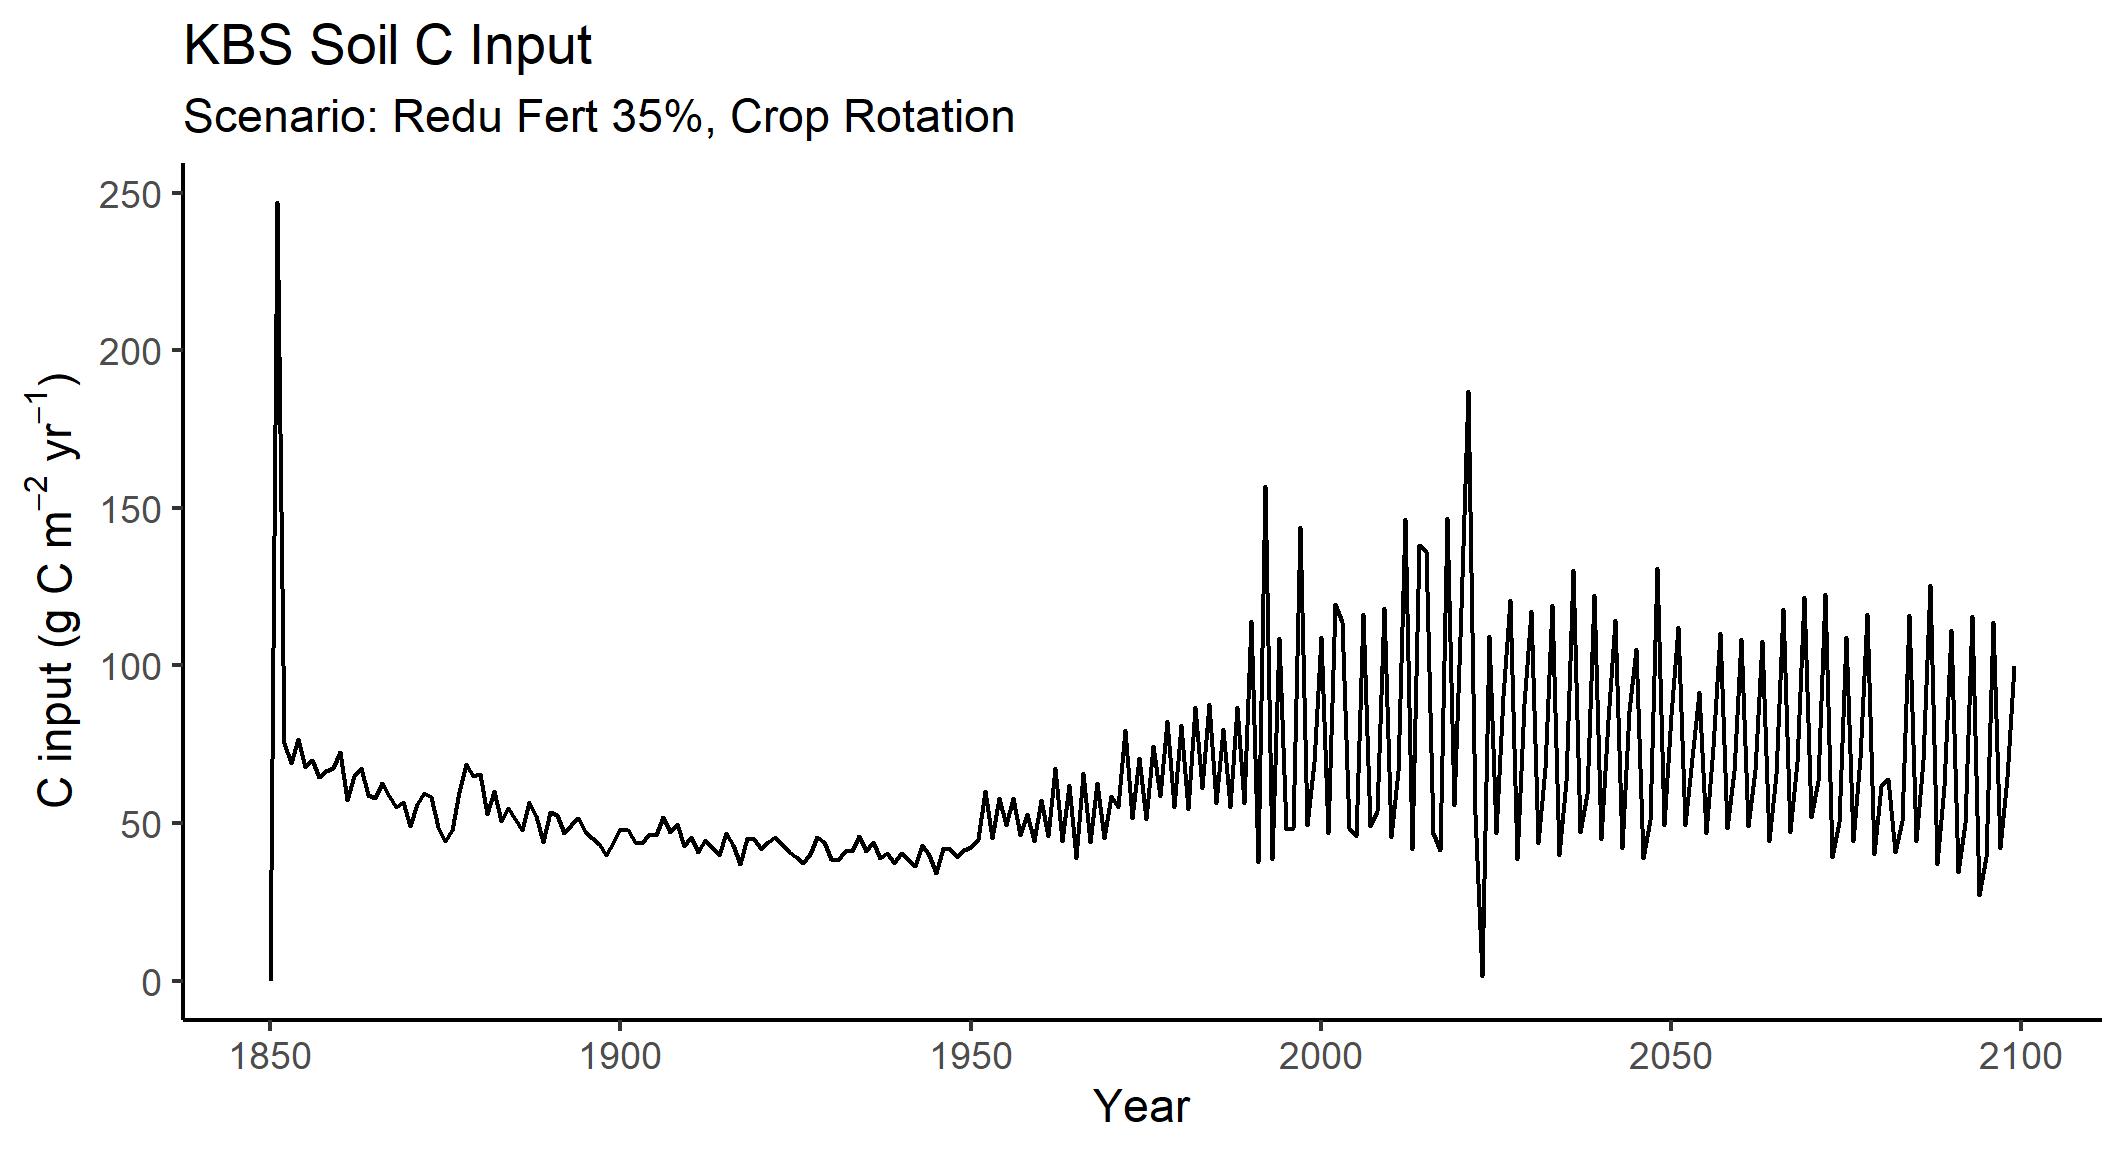 KBS Soil C Input
Scenario: Redu Fert 35%, Crop Rotation
C input (g C m⁻² yr⁻¹)
250
200
150
100
50
0
1850 1900 1950 2000 2050 2100
Year